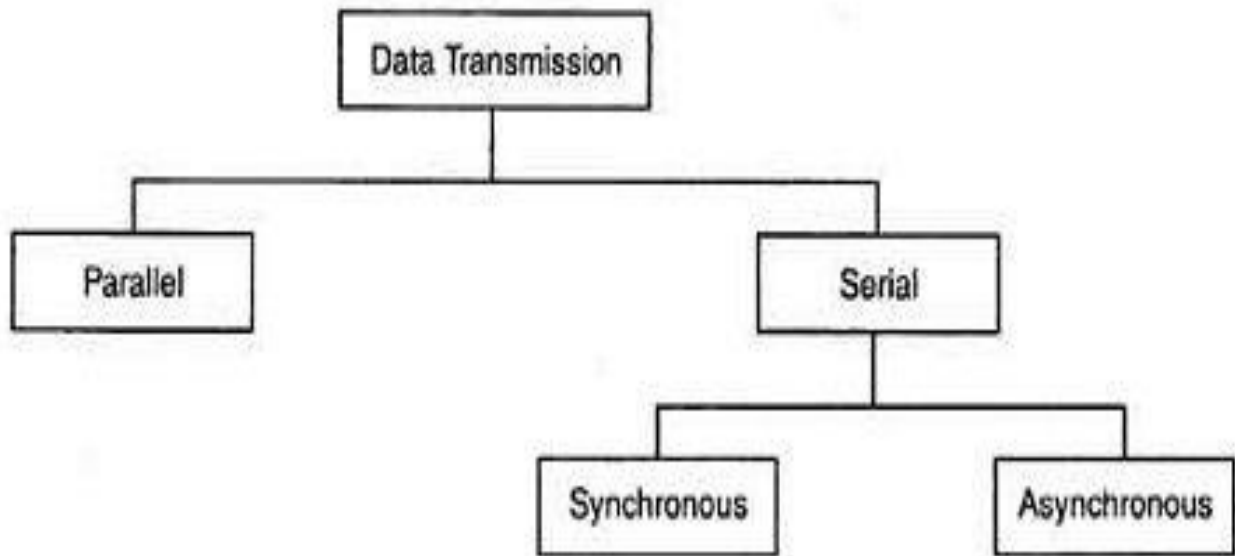 Data Transmission
Parallel
Serial
Synchronous
Asynchronous